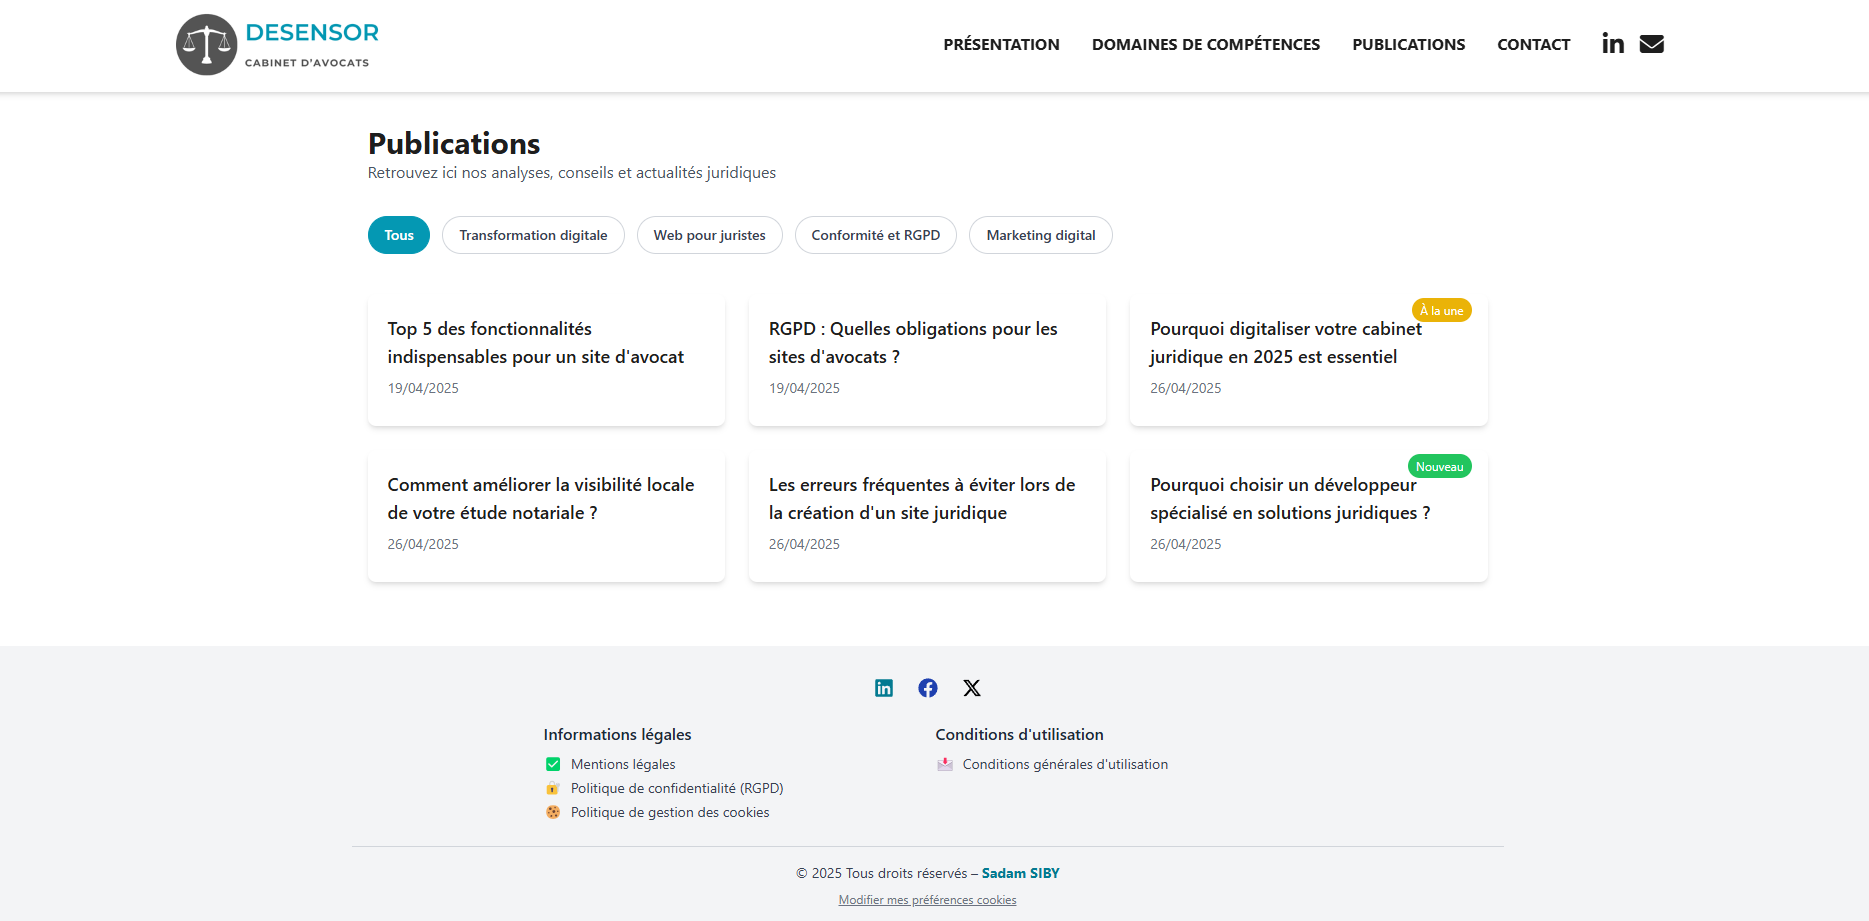 DESENSOR
CABINET D'AVOCATS
PRÉSENTATION
DOMAINES DE COMPÉTENCES
PUBLICATIONS
CONTACT
Publications
Retrouvez ici nos analyses, conseils et actualités juridiques
Tous
Transformation digitale
Web pour juristes
Conformité et RGPD
Marketing digital
Top 5 des fonctionnalités
indispensables pour un site d'avocat
19/04/2025
RGPD : Quelles obligations pour les
sites d'avocats ?
19/04/2025
À la une
Pourquoi digitaliser votre cabinet
juridique en 2025 est essentiel
26/04/2025
Comment améliorer la visibilité locale
de votre étude notariale ?
26/04/2025
Les erreurs fréquentes à éviter lors de
la création d'un site juridique
26/04/2025
Nouveau
Pourquoi choisir un développeur
spécialisé en solutions juridiques ?
26/04/2025
Informations légales
Mentions légales
Politique de confidentialité (RGPD)
Politique de gestion des cookies
Conditions d'utilisation
Conditions générales d'utilisation
© 2025 Tous droits réservés – Sadam SIBY
Modifier mes préférences cookies